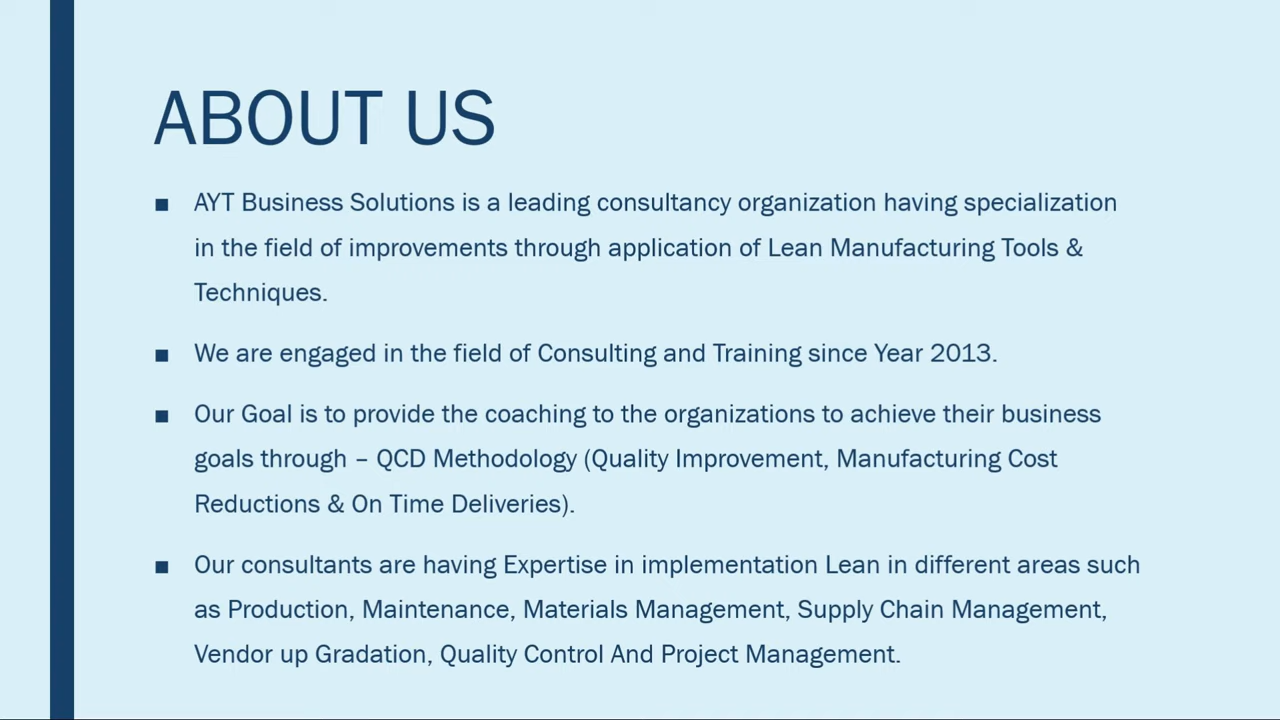 ABOUT US
■ AYT Business Solutions is a leading consultancy organization having specialization
in the field of improvements through application of Lean Manufacturing Tools &
Techniques.
■ We are engaged in the field of Consulting and Training since Year 2013.
■ Our Goal is to provide the coaching to the organizations to achieve their business
goals through – QCD Methodology (Quality Improvement, Manufacturing Cost
Reductions & On Time Deliveries).
■ Our consultants are having Expertise in implementation Lean in different areas such
as Production, Maintenance, Materials Management, Supply Chain Management,
Vendor up Gradation, Quality Control And Project Management.